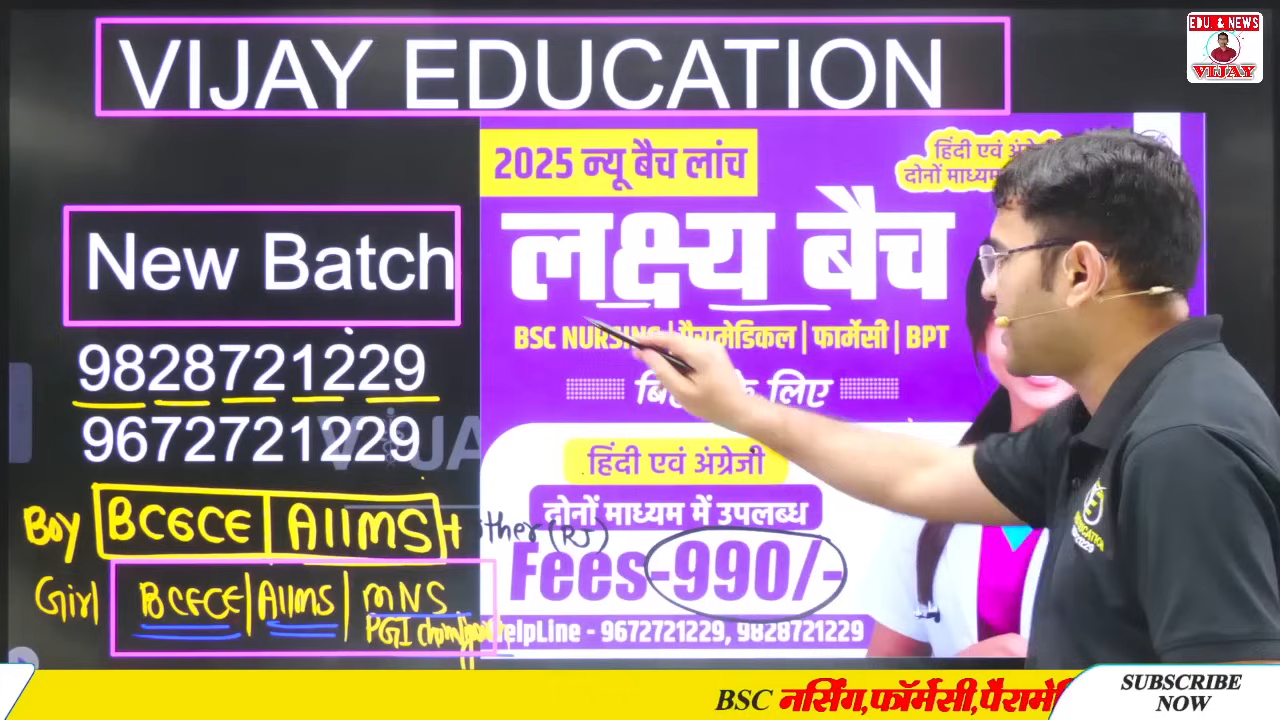 VIJAY EDUCATION
EDU. & NEWS
VIJAY
2025 न्यू बैच लांच
हिंदी एवं
दोनों माध्यम
लक्ष्य बैच
New Batch
BSC NURSING | पैरामेडिकल | फार्मेसी | BPT
लिए
9828721229
9672721229
VIJA
हिंदी एवं अंग्रेजी
दोनों माध्यम में उपलब्ध
Boy BCECE AIIMS + other (RJ)
Fees-990/-
Girl BCECE | AIIMS | MNS
PGI
HelpLine - 9672721229, 9828721229
EDUCATION
BSC नर्सिंग,फॉर्मेसी,पैरामे
SUBSCRIBE
NOW